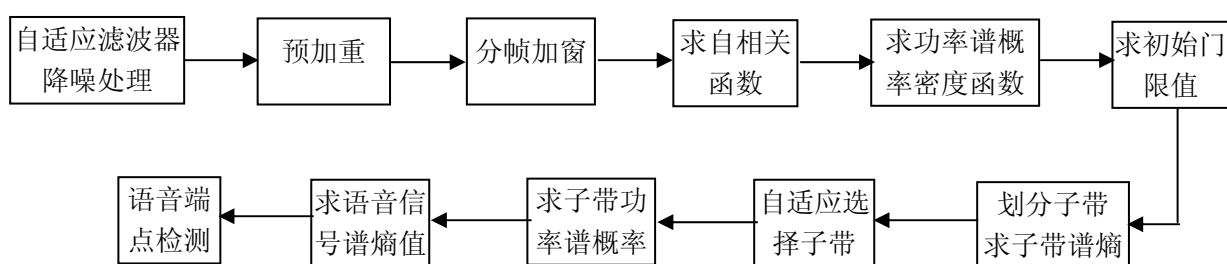 自适应滤波器
降噪处理
预加重
分帧加窗
求自相关
函数
求功率谱概
率密度函数
求初始门
限值
划分子带
求子带谱熵
自适应选
择子带
求子带功
率谱概率
求语音信
号谱熵值
语音端
点检测